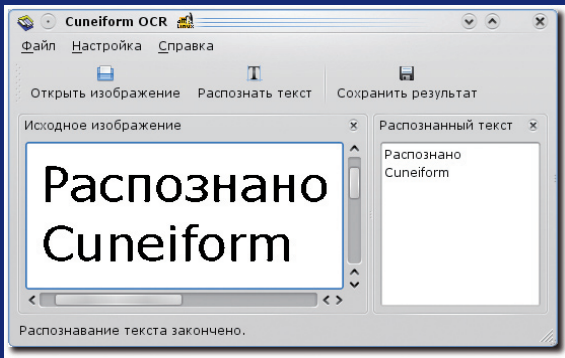 Cuneiform OCR
Файл Настройка Справка
Открыть изображение Распознать текст Сохранить результат
Исходное изображение
Распознано
Cuneiform
Распознанный текст
Распознано
Cuneiform
Распознавание текста закончено.